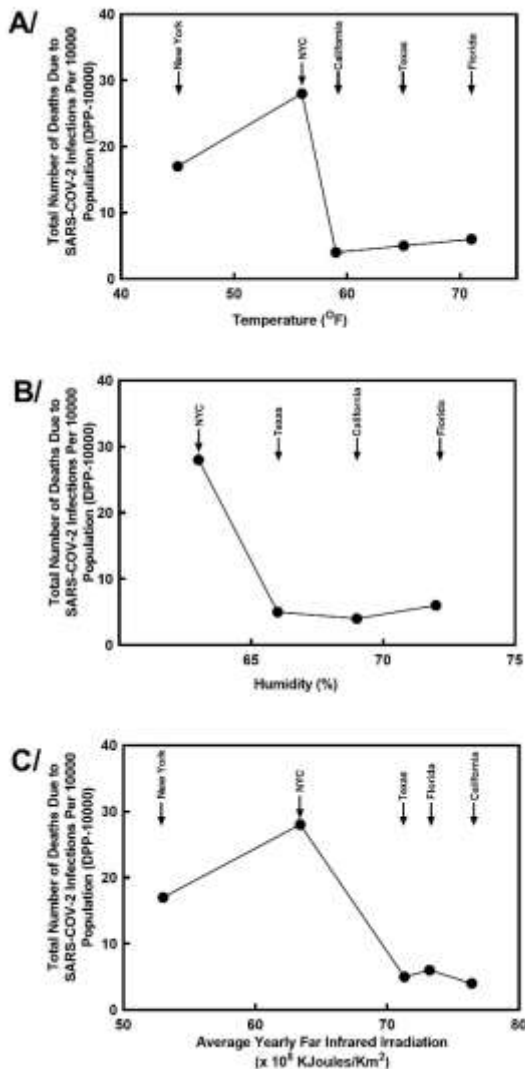 A/
Total Number of Deaths Due to
SARS-COV-2 Infections Per 10000
Population (DPP-10000)
40
30
20
10
0
New York
NYC
California
Texas
Florida
40
50
60
70
Temperature (OF)
B/
Total Number of Deaths Due to
SARS-COV-2 Infections Per 10000
Population (DPP-10000)
40
30
20
10
0
NYC
Texas
California
Florida
65
70
75
Humidity (%)
C/
Total Number of Deaths Due to
SARS-COV-2 Infections Per 10000
Population (DPP-10000)
40
30
20
10
0
New York
NYC
Texas
Florida
California
50
60
70
80
Average Yearly Far Infrared Irradiation
(x 10⁸ KJoules/Km²)